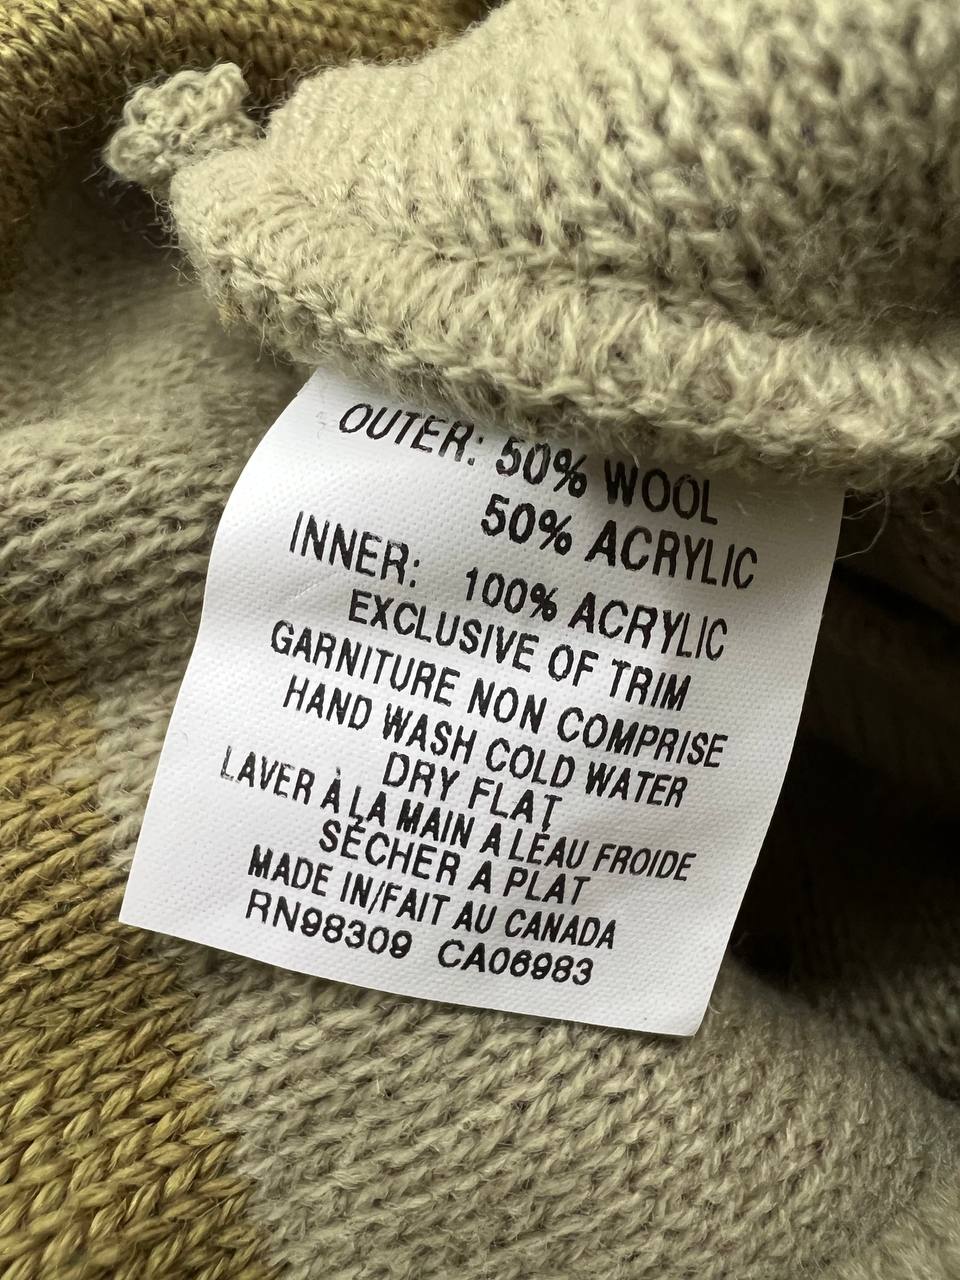 OUTER: 50% WOOL
50% ACRYLIC
INNER: 100% ACRYLIC
EXCLUSIVE OF TRIM
GARNITURE NON COMPRISE
HAND WASH COLD WATER
DRY FLAT
LAVER À LA MAIN A L'EAU FROIDE
SÉCHER A PLAT
MADE IN/FAIT AU CANADA
RN98309 CA06983